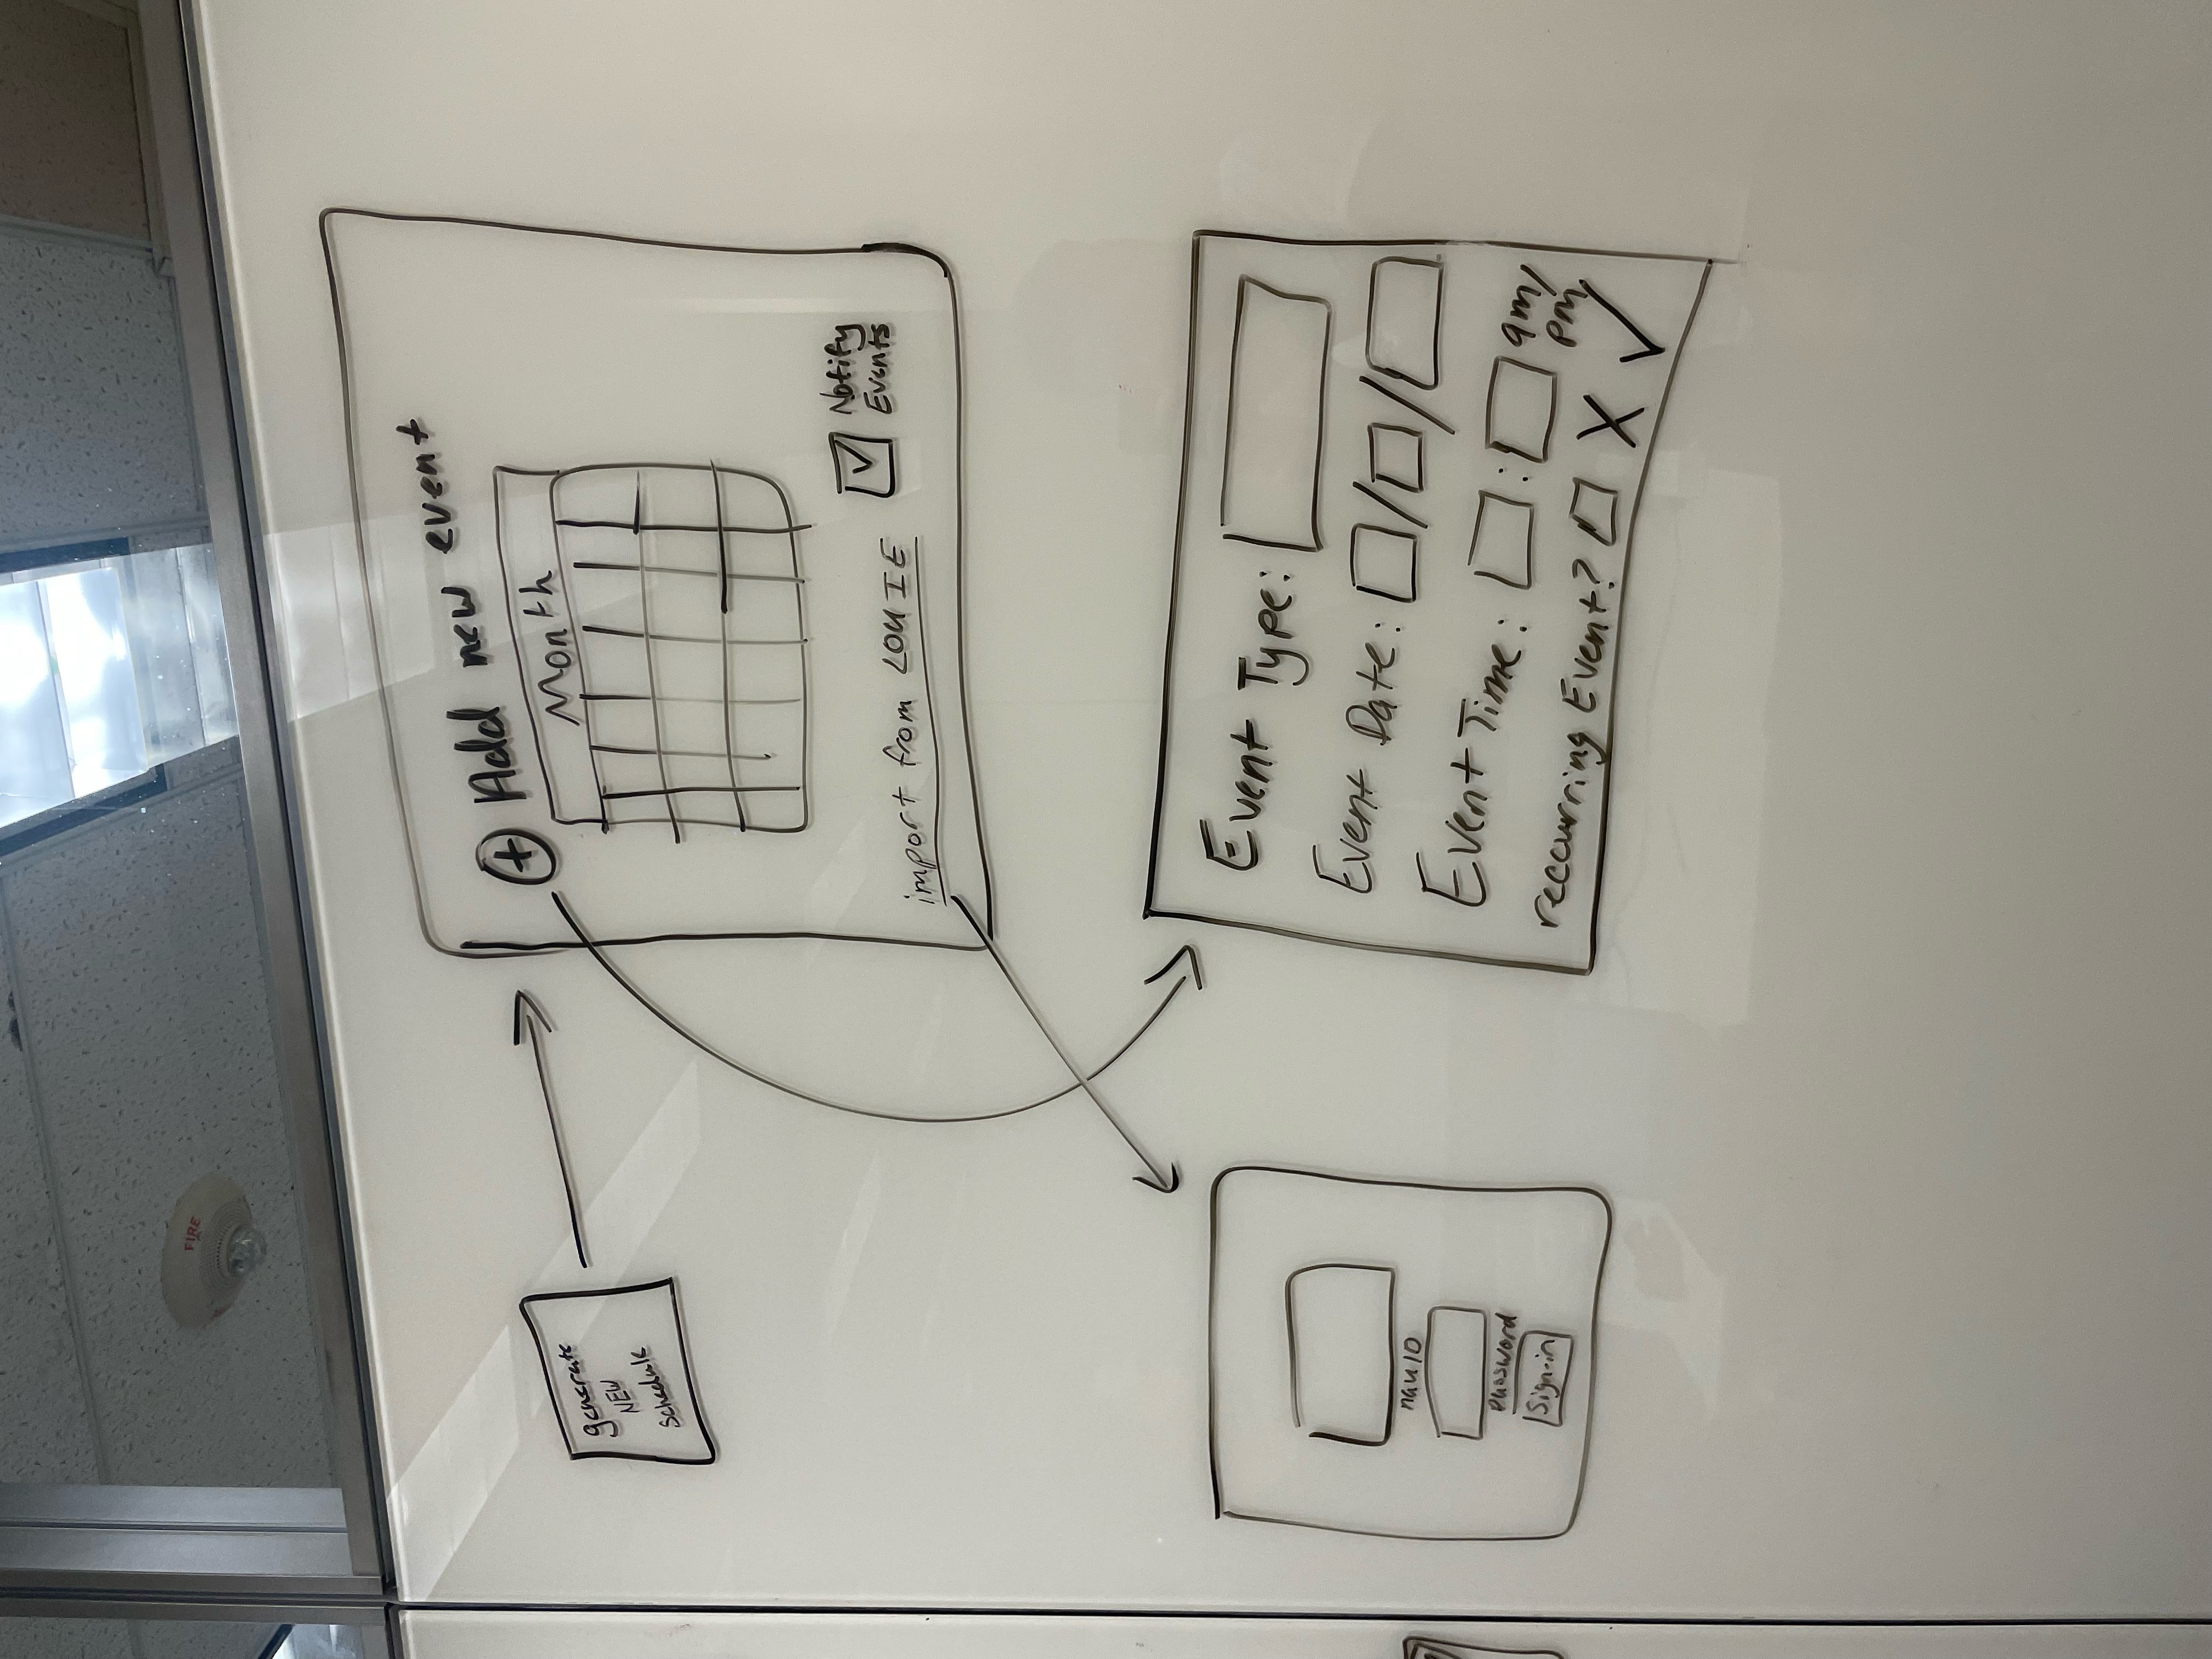 FIRE
Add new event
Month
generate
NEW
Schedule
Notify
Events
import from LOUIE
Event Type:
Event Date: / /
Event Time: : am/
pm
reccurring Event?
nauID
password
Sign-in